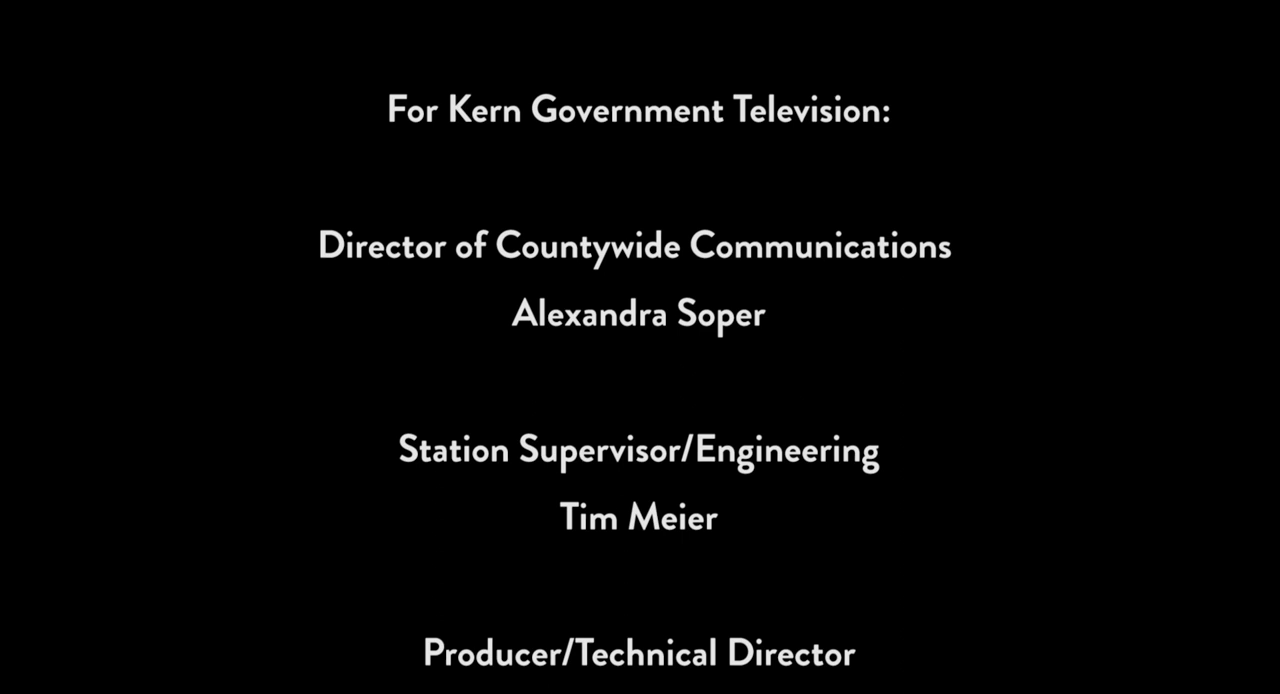 For Kern Government Television:
Director of Countywide Communications
Alexandra Soper
Station Supervisor/Engineering
Tim Meier
Producer/Technical Director